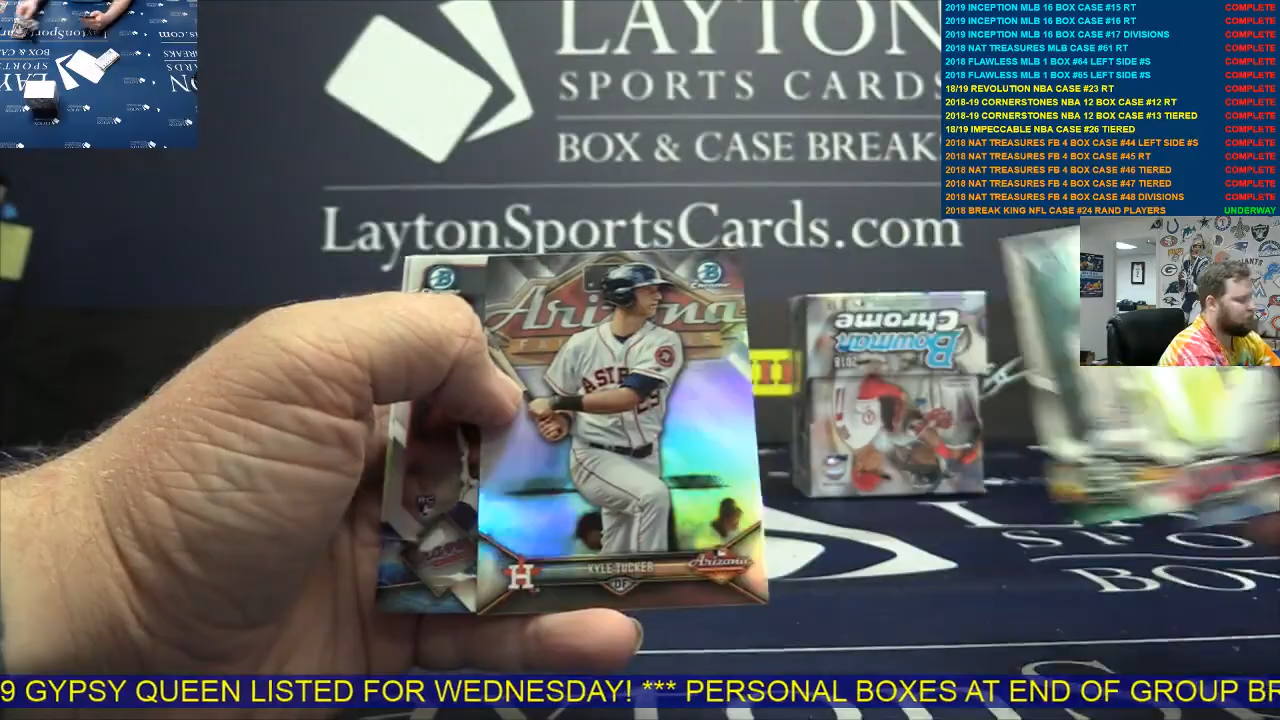 2019 INCEPTION MLB 16 BOX CASE #15 RT COMPLETE
2019 INCEPTION MLB 16 BOX CASE #16 RT COMPLETE
2019 INCEPTION MLB 16 BOX CASE #17 DIVISIONS COMPLETE
2018 NAT TREASURES MLB CASE #61 RT COMPLETE
2018 FLAWLESS MLB 1 BOX #64 LEFT SIDE #S COMPLETE
2018 FLAWLESS MLB 1 BOX #65 LEFT SIDE #S COMPLETE
18/19 REVOLUTION NBA CASE #23 RT COMPLETE
2018-19 CORNERSTONES NBA 12 BOX CASE #12 RT COMPLETE
2018-19 CORNERSTONES NBA 12 BOX CASE #13 TIERED COMPLETE
18/19 IMPECCABLE NBA CASE #26 TIERED COMPLETE
2018 NAT TREASURES FB 4 BOX CASE #44 LEFT SIDE #S COMPLETE
2018 NAT TREASURES FB 4 BOX CASE #45 RT COMPLETE
2018 NAT TREASURES FB 4 BOX CASE #46 TIERED COMPLETE
2018 NAT TREASURES FB 4 BOX CASE #47 TIERED COMPLETE
2018 NAT TREASURES FB 4 BOX CASE #48 DIVISIONS COMPLETE
2018 BREAK KING NFL CASE #24 RAND PLAYERS UNDERWAY
LAYTON
SPORTS CARDS
BOX & CASE BREAK
LaytonSportsCards.com
Chrome
Arizona
ASTR
KYLE TUCKER
OF
Arizona
RC
Bowman
Chrome
2018
BO
9 GYPSY QUEEN LISTED FOR WEDNESDAY! *** PERSONAL BOXES AT END OF GROUP BR